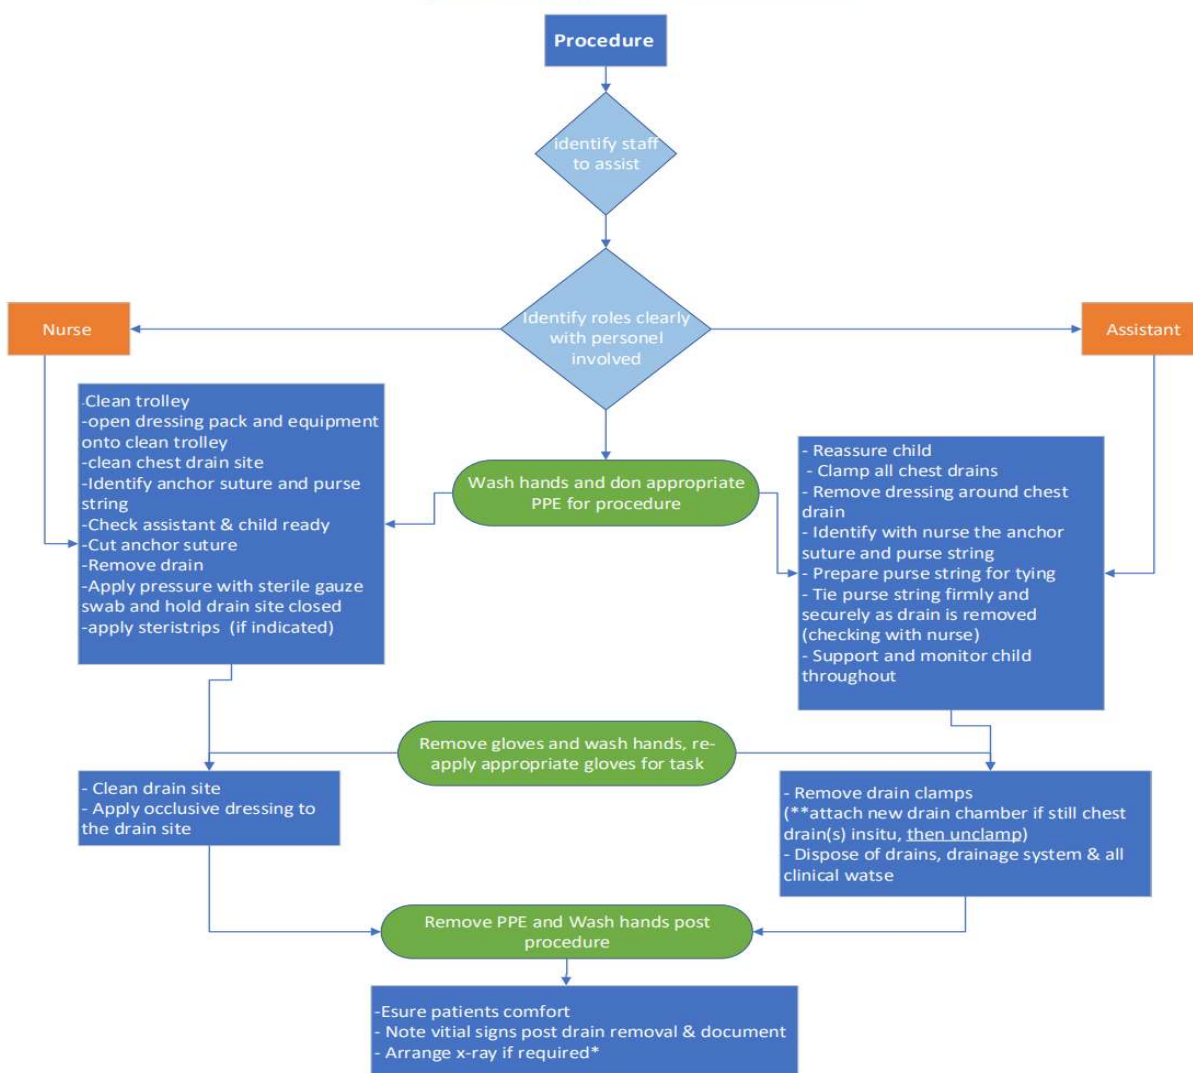 Procedure
identify staff
to assist
Identify roles clearly
with personel
involved
Nurse
Assistant
.Clean trolley
-open dressing pack and equipment
onto clean trolley
-clean chest drain site
-Identify anchor suture and purse
string
-Check assistant & child ready
-Cut anchor suture
-Remove drain
-Apply pressure with sterile gauze
swab and hold drain site closed
-apply steristrips (if indicated)
Wash hands and don appropriate
PPE for procedure
- Reassure child
- Clamp all chest drains
- Remove dressing around chest
drain
- Identify with nurse the anchor
suture and purse string
- Prepare purse string for tying
- Tie purse string firmly and
securely as drain is removed
(checking with nurse)
- Support and monitor child
throughout
Remove gloves and wash hands, re-
apply appropriate gloves for task
- Clean drain site
- Apply occlusive dressing to
the drain site
- Remove drain clamps
(**attach new drain chamber if still chest
drain(s) insitu, then unclamp)
- Dispose of drains, drainage system & all
clinical watse
Remove PPE and Wash hands post
procedure
-Esure patients comfort
- Note vitial signs post drain removal & document
- Arrange x-ray if required*